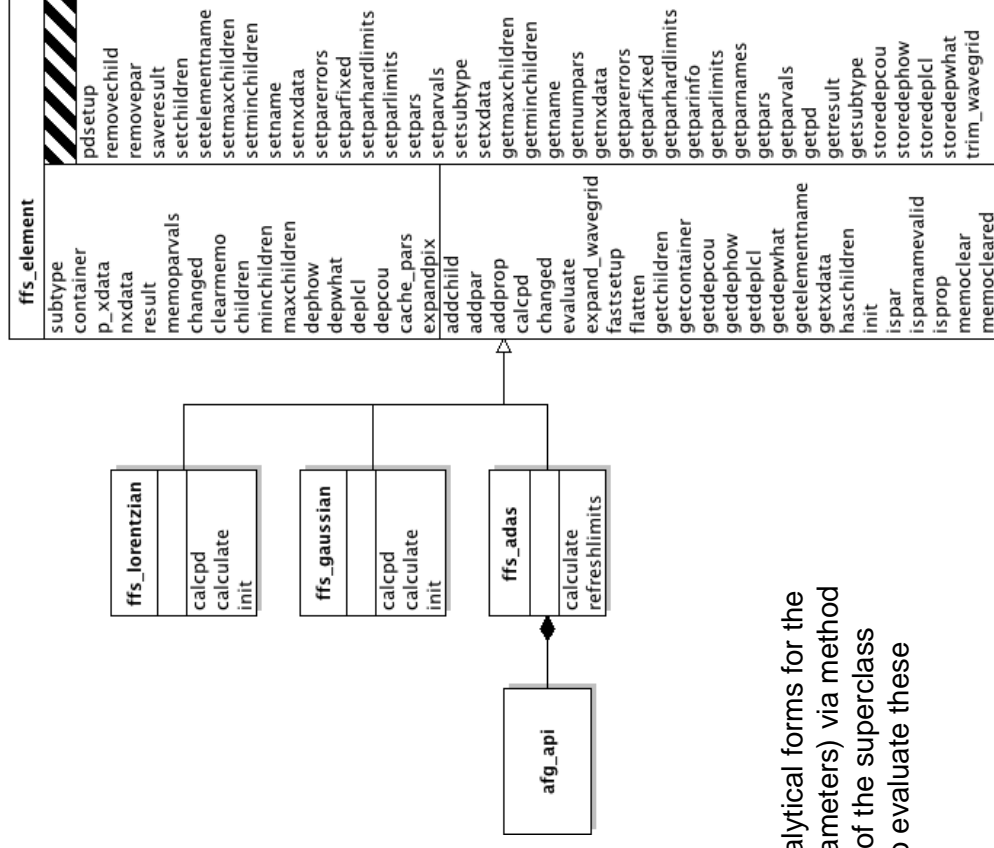 ffs_element
subtype
container
p_xdata
nxdata
result
memoparvals
changed
clearmemo
children
minchildren
maxchildren
dephow
depwhat
deplcl
depcou
cache_pars
expandpix
addchild
addpar
addprop
calcpd
changed
evaluate
expand_wavegrid
fastsetup
flatten
getchildren
getcontainer
getdepcou
getdephow
getdeplcl
getdepwhat
getelementname
getxdata
haschildren
init
ispar
isparnamevalid
isprop
memoclear
memocleared
pdsetup
removechild
removepar
saveresult
setchildren
setelementname
setmaxchildren
setminchildren
setname
setnxdata
setparerrors
setparfixed
setparhardlimits
setparlimits
setpars
setparvals
setsubtype
setxdata
getmaxchildren
getminchildren
getname
getnumpars
getnxdata
getparerrors
getparfixed
getparhardlimits
getparinfo
getparlimits
getparnames
getpars
getparvals
getpd
getresult
getsubtype
storedepcou
storedephow
storedeplcl
storedepwhat
trim_wavegrid
ffs_lorentzian
calcpd
calculate
init
ffs_gaussian
calcpd
calculate
init
ffs_adas
calculate
refreshlimits
afg_api
alytical forms for the
ameters) via method
of the superclass
o evaluate these